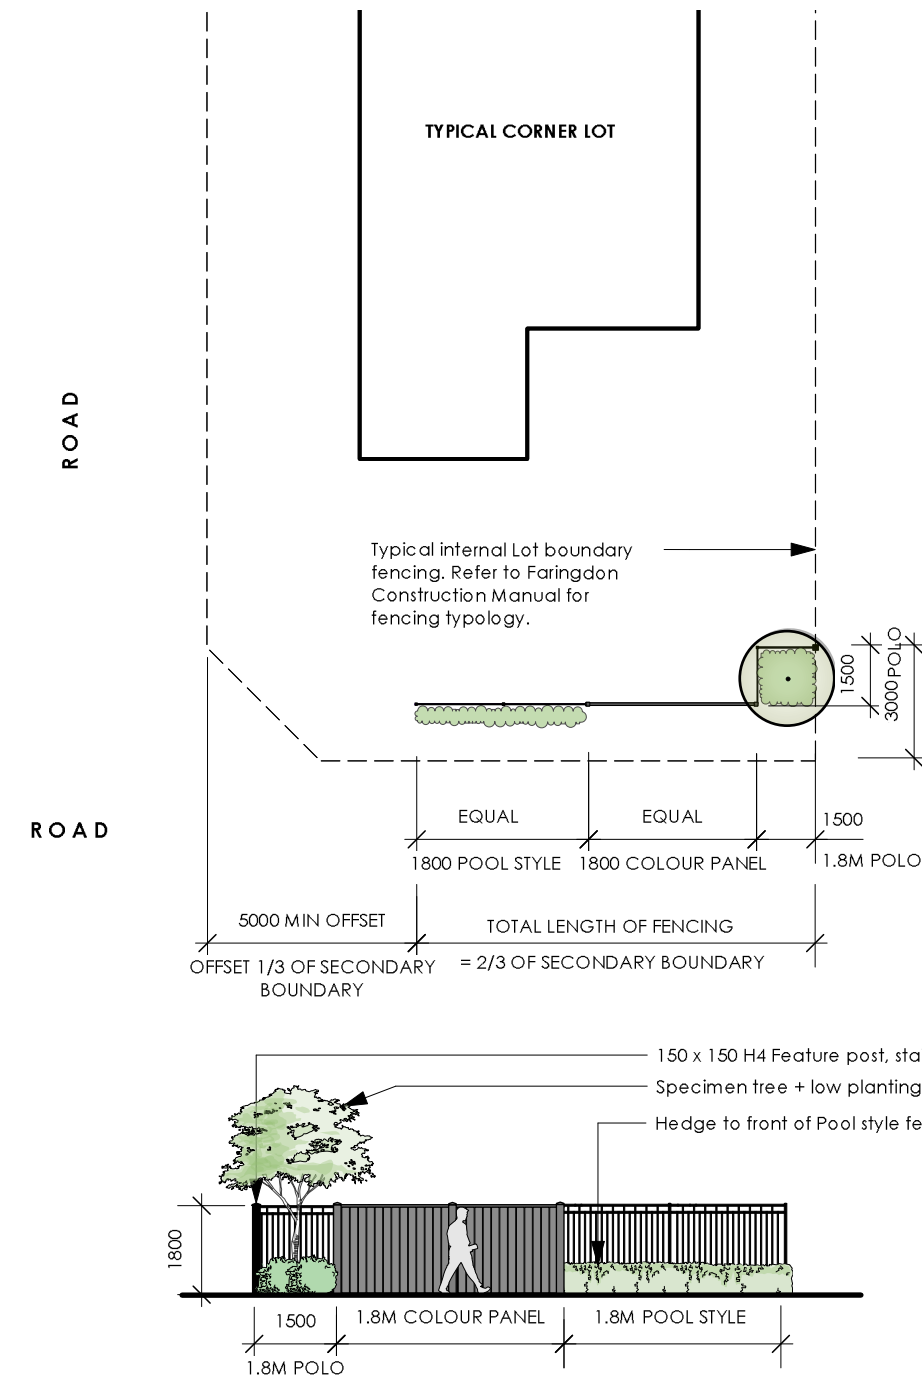 TYPICAL CORNER LOT
ROAD
Typical internal Lot boundary
fencing. Refer to Faringdon
Construction Manual for
fencing typology.
1500
3000
POLO
ROAD
EQUAL
EQUAL
1500
1800 POOL STYLE
1800 COLOUR PANEL
1.8M POLO
5000 MIN OFFSET
TOTAL LENGTH OF FENCING
OFFSET 1/3 OF SECONDARY
BOUNDARY
= 2/3 OF SECONDARY BOUNDARY
150 x 150 H4 Feature post, sta
Specimen tree + low planting
Hedge to front of Pool style fe
1800
1500
1.8M COLOUR PANEL
1.8M POOL STYLE
1.8M POLO